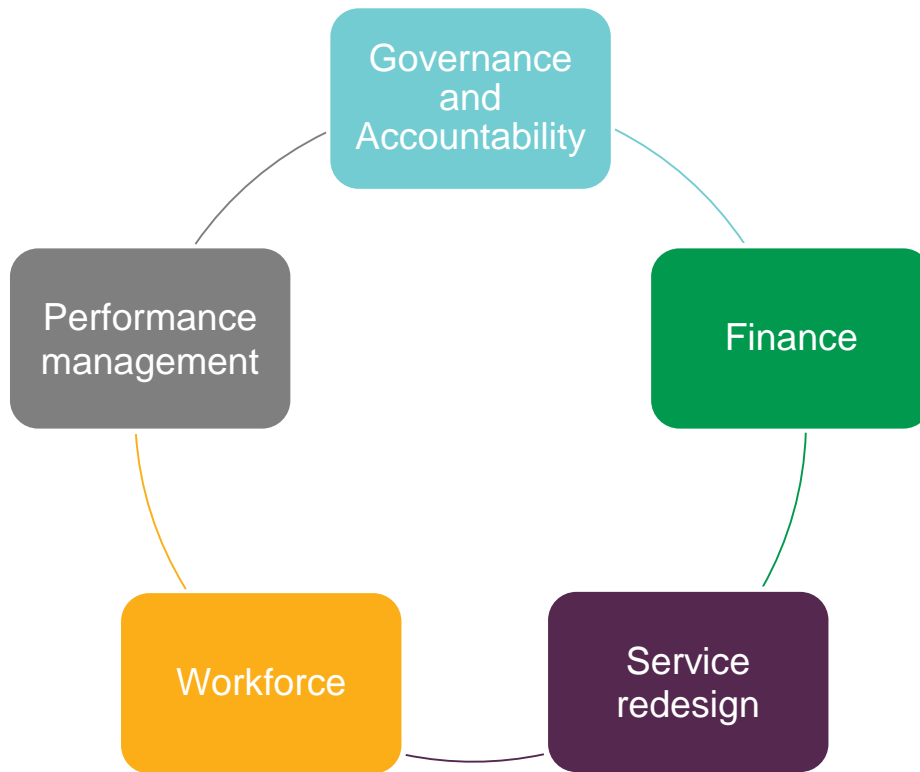 Governance
and
Accountability
Finance
Service
redesign
Workforce
Performance
management